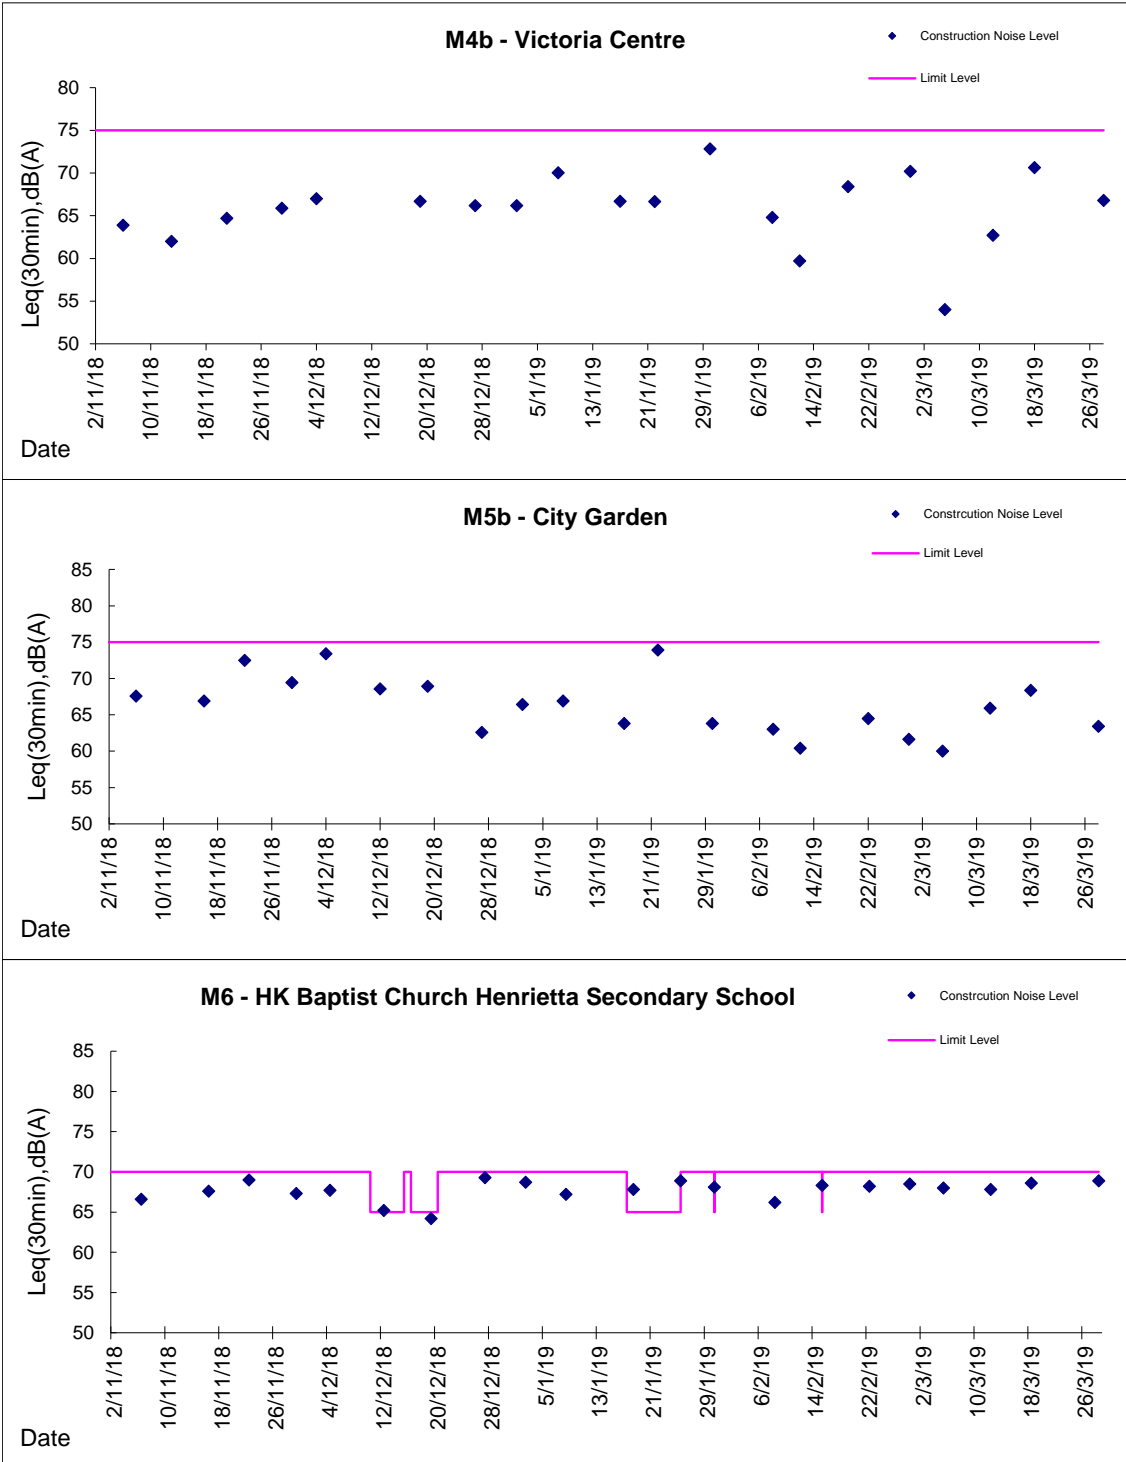 M4b - Victoria Centre
Construction Noise Level
Limit Level
Leq(30min),dB(A)
80
75
70
65
60
55
50
2/11/18 10/11/18 18/11/18 26/11/18 4/12/18 12/12/18 20/12/18 28/12/18 5/1/19 13/1/19 21/1/19 29/1/19 6/2/19 14/2/19 22/2/19 2/3/19 10/3/19 18/3/19 26/3/19
Date
M5b - City Garden
Constrcution Noise Level
Limit Level
Leq(30min),dB(A)
85
80
75
70
65
60
55
50
2/11/18 10/11/18 18/11/18 26/11/18 4/12/18 12/12/18 20/12/18 28/12/18 5/1/19 13/1/19 21/1/19 29/1/19 6/2/19 14/2/19 22/2/19 2/3/19 10/3/19 18/3/19 26/3/19
Date
M6 - HK Baptist Church Henrietta Secondary School
Constrcution Noise Level
Limit Level
Leq(30min),dB(A)
85
80
75
70
65
60
55
50
2/11/18 10/11/18 18/11/18 26/11/18 4/12/18 12/12/18 20/12/18 28/12/18 5/1/19 13/1/19 21/1/19 29/1/19 6/2/19 14/2/19 22/2/19 2/3/19 10/3/19 18/3/19 26/3/19
Date